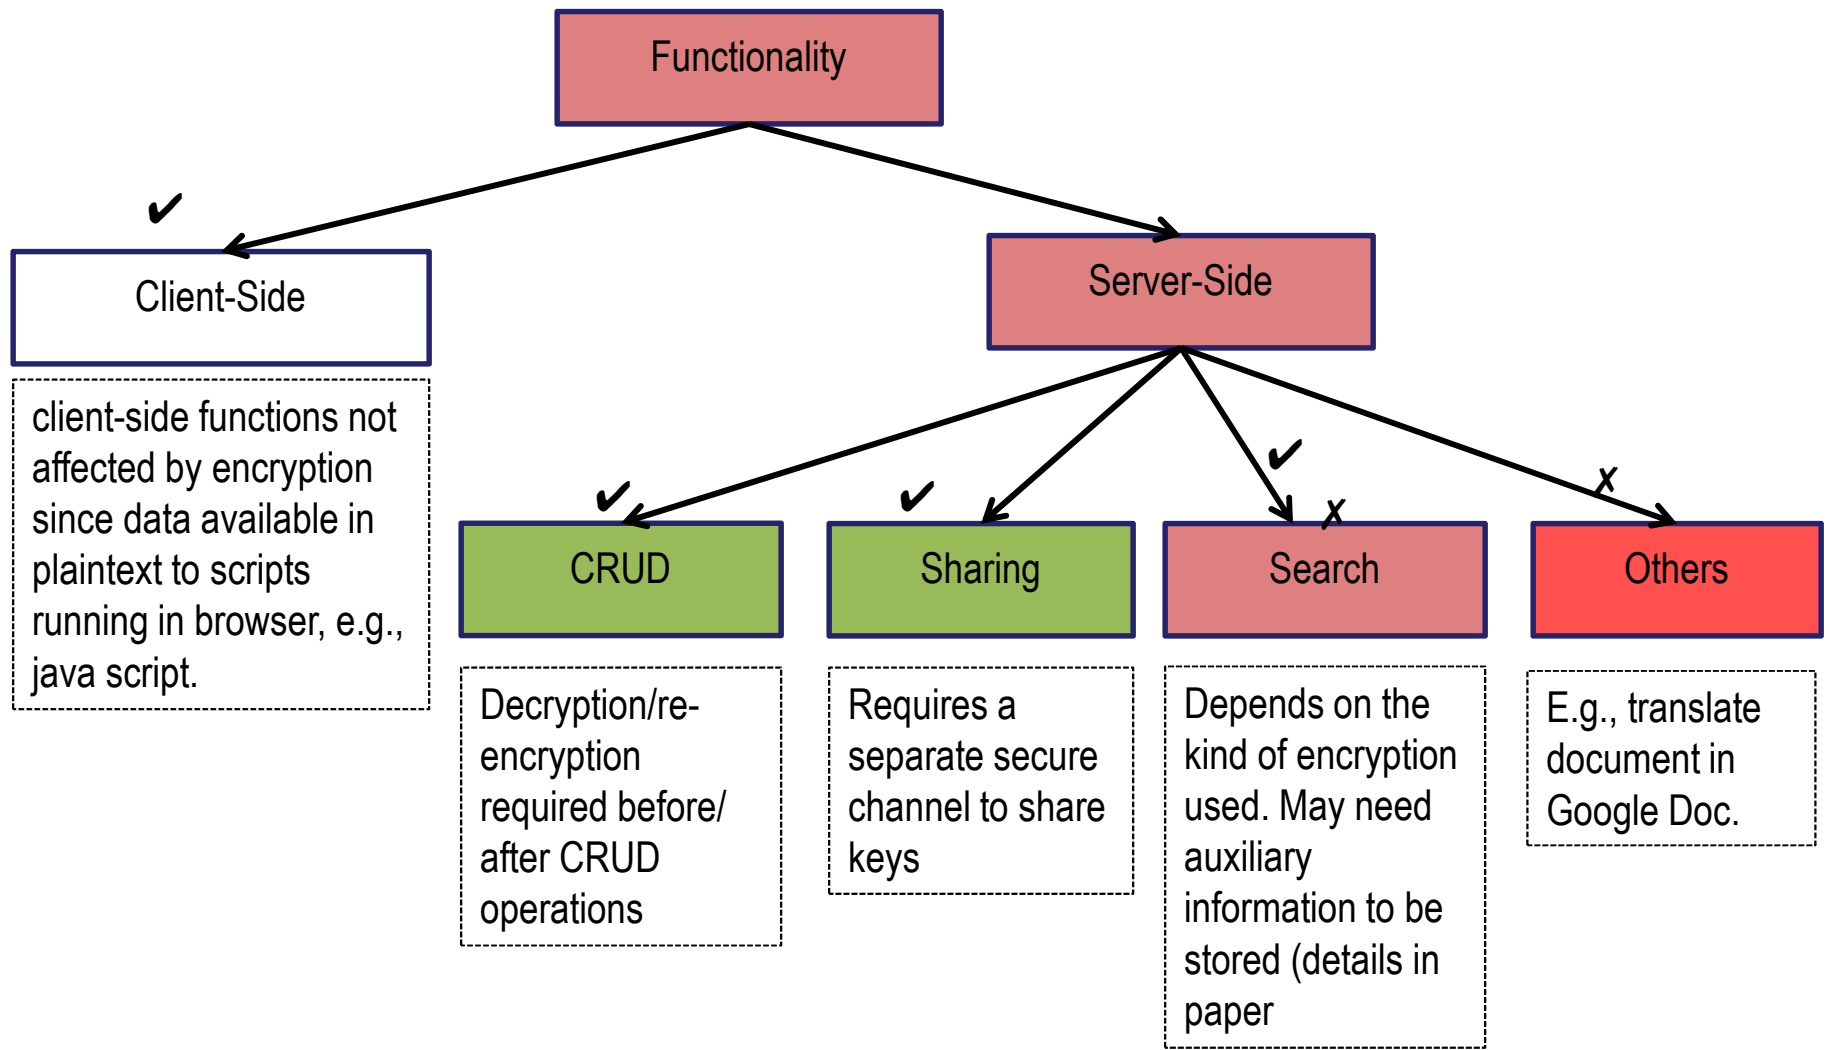 Functionality
✔
Client-Side
Server-Side
client-side functions not
affected by encryption
since data available in
plaintext to scripts
running in browser, e.g.,
java script.
✔
✔
✔
✗
✗
CRUD
Sharing
Search
Others
Decryption/re-
encryption
required before/
after CRUD
operations
Requires a
separate secure
channel to share
keys
Depends on the
kind of encryption
used. May need
auxiliary
information to be
stored (details in
paper
E.g., translate
document in
Google Doc.